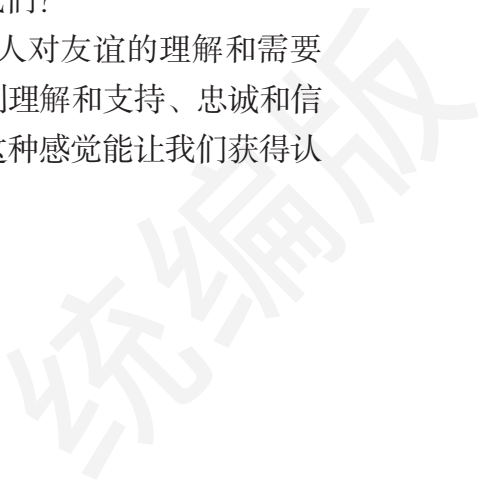 们?
人对友谊的理解和需要
理解和支持、忠诚和信
种感觉能让我们获得认
统编版